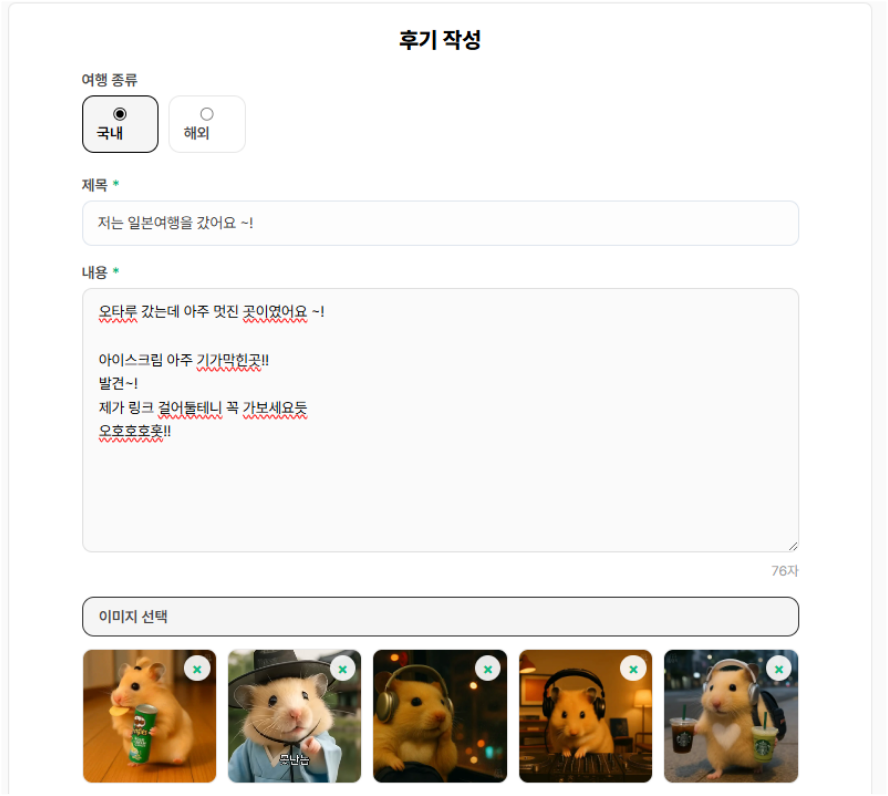 후기 작성
여행 종류
국내
해외
제목 *
저는 일본여행을 갔어요 ~!
내용 *
오타루 갔는데 아주 멋진 곳이였어요 ~!
아이스크림 아주 기가막힌곳!!
발견~!
제가 링크 걸어둘테니 꼭 가보세요듯
오호호호홋!!
76자
이미지 선택